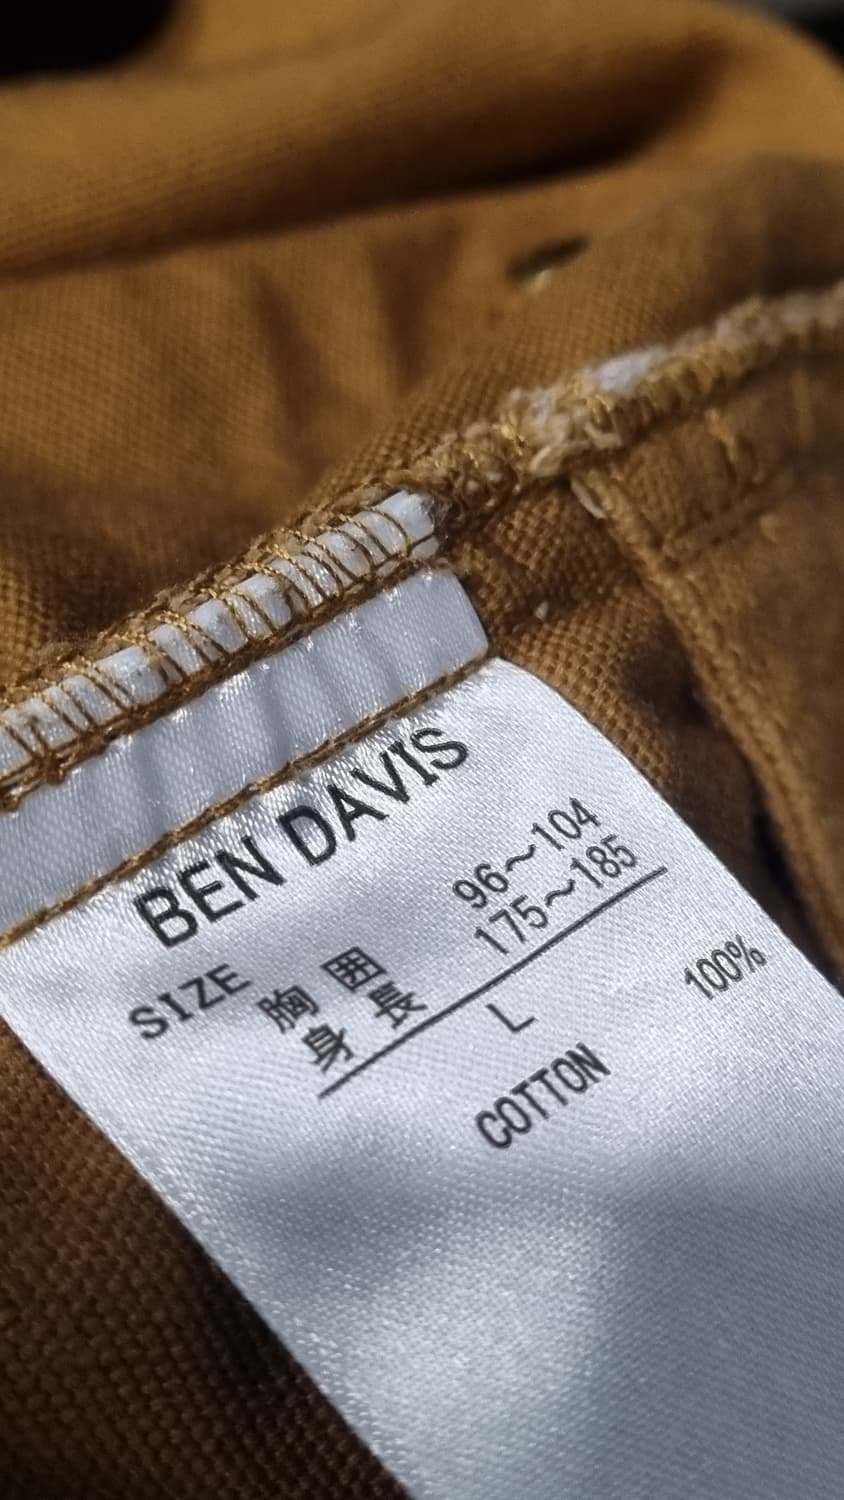 BEN DAVIS
SIZE 胸囲 96～104
身長 175～185
L
COTTON 100%